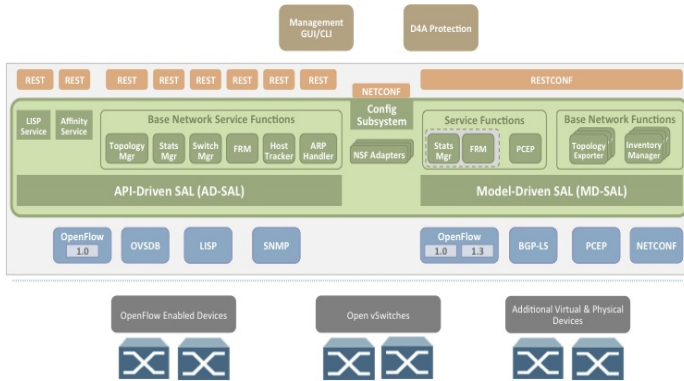 Management
GUI/CLI
D4A Protection
REST
REST
REST
REST
REST
REST
REST
REST
NETCONF
RESTCONF
LISP
Service
Affinity
Service
Base Network Service Functions
Topology
Mgr
Stats
Mgr
Switch
Mgr
FRM
Host
Tracker
ARP
Handler
Config
Subsystem
NSF Adapters
Service Functions
Stats
Mgr
FRM
PCEP
Base Network Functions
Topology
Exporter
Inventory
Manager
API-Driven SAL (AD-SAL)
Model-Driven SAL (MD-SAL)
OpenFlow
1.0
OVSDB
LISP
SNMP
OpenFlow
1.0
1.3
BGP-LS
PCEP
NETCONF
OpenFlow Enabled Devices
Open vSwitches
Additional Virtual & Physical
Devices